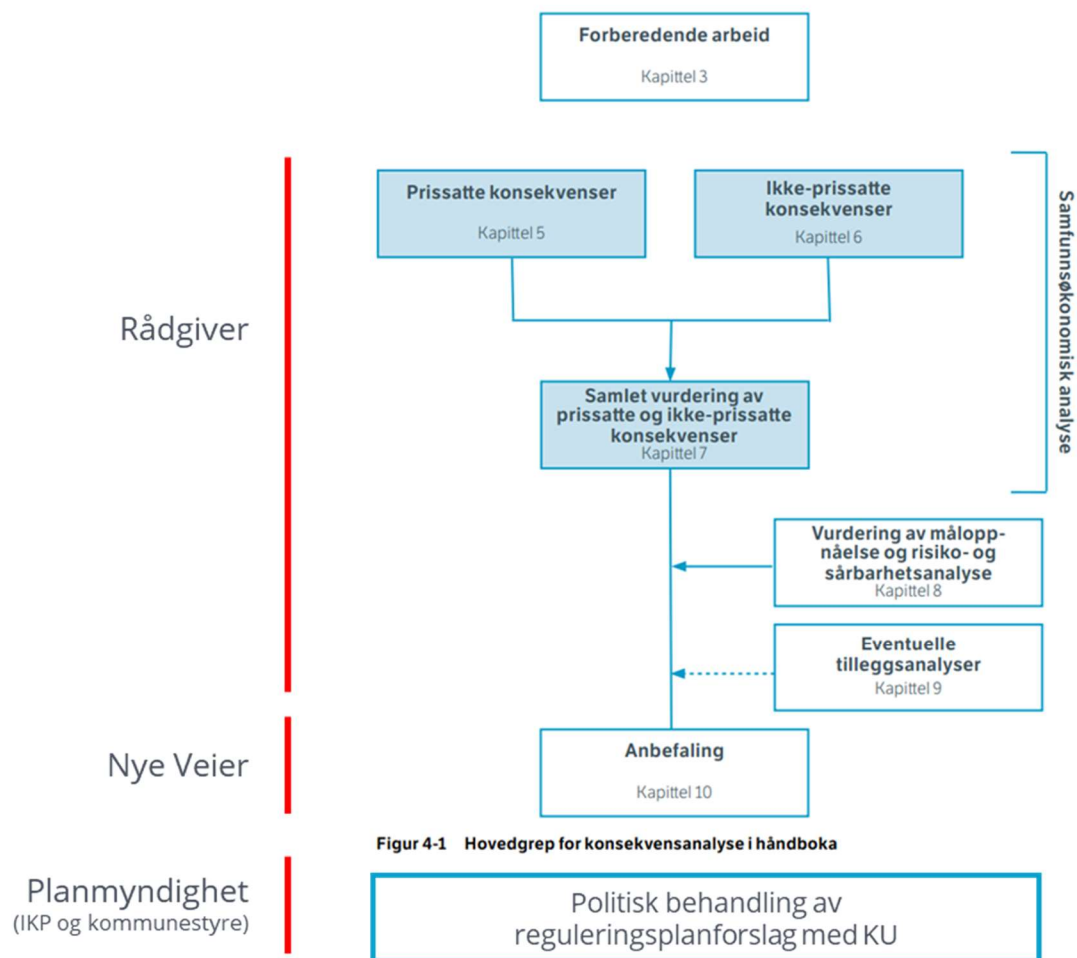 Forberedende arbeid
Kapittel 3
Prissatte konsekvenser
Kapittel 5
Ikke-prissatte
konsekvenser
Kapittel 6
Samfunnsøkonomisk analyse
Rådgiver
Samlet vurdering av
prissatte og ikke-prissatte
konsekvenser
Kapittel 7
Vurdering av målopp-
nåelse og risiko- og
sårbarhetsanalyse
Kapittel 8
Eventuelle
tilleggsanalyser
Kapittel 9
Nye Veier
Anbefaling
Kapittel 10
Figur 4-1 Hovedgrep for konsekvensanalyse i håndboka
Planmyndighet
(IKP og kommunestyre)
Politisk behandling av
reguleringsplanforslag med KU